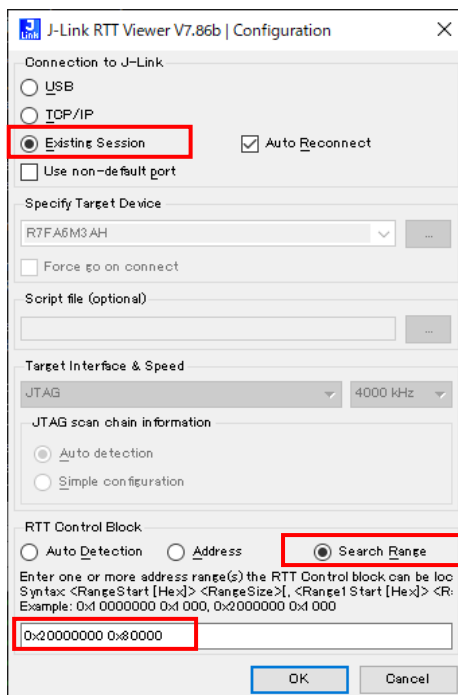 J-Link RTT Viewer V7.86b | Configuration
Connection to J-Link
USB
TCP/IP
Existing Session Auto Reconnect
Use non-default port
Specify Target Device
R7FA6M3AH ...
Force go on connect
Script file (optional)
...
Target Interface & Speed
JTAG 4000 kHz
JTAG scan chain information
Auto detection
Simple configuration
RTT Control Block
Auto Detection Address Search Range
Enter one or more address range(s) the RTT Control block can be loc
Syntax: <RangeStart [Hex]> <RangeSize>[, <Range1Start [Hex]> <R
Example: 0x10000000 0x1000, 0x20000000 0x1000
0x20000000 0x80000
OK Cancel